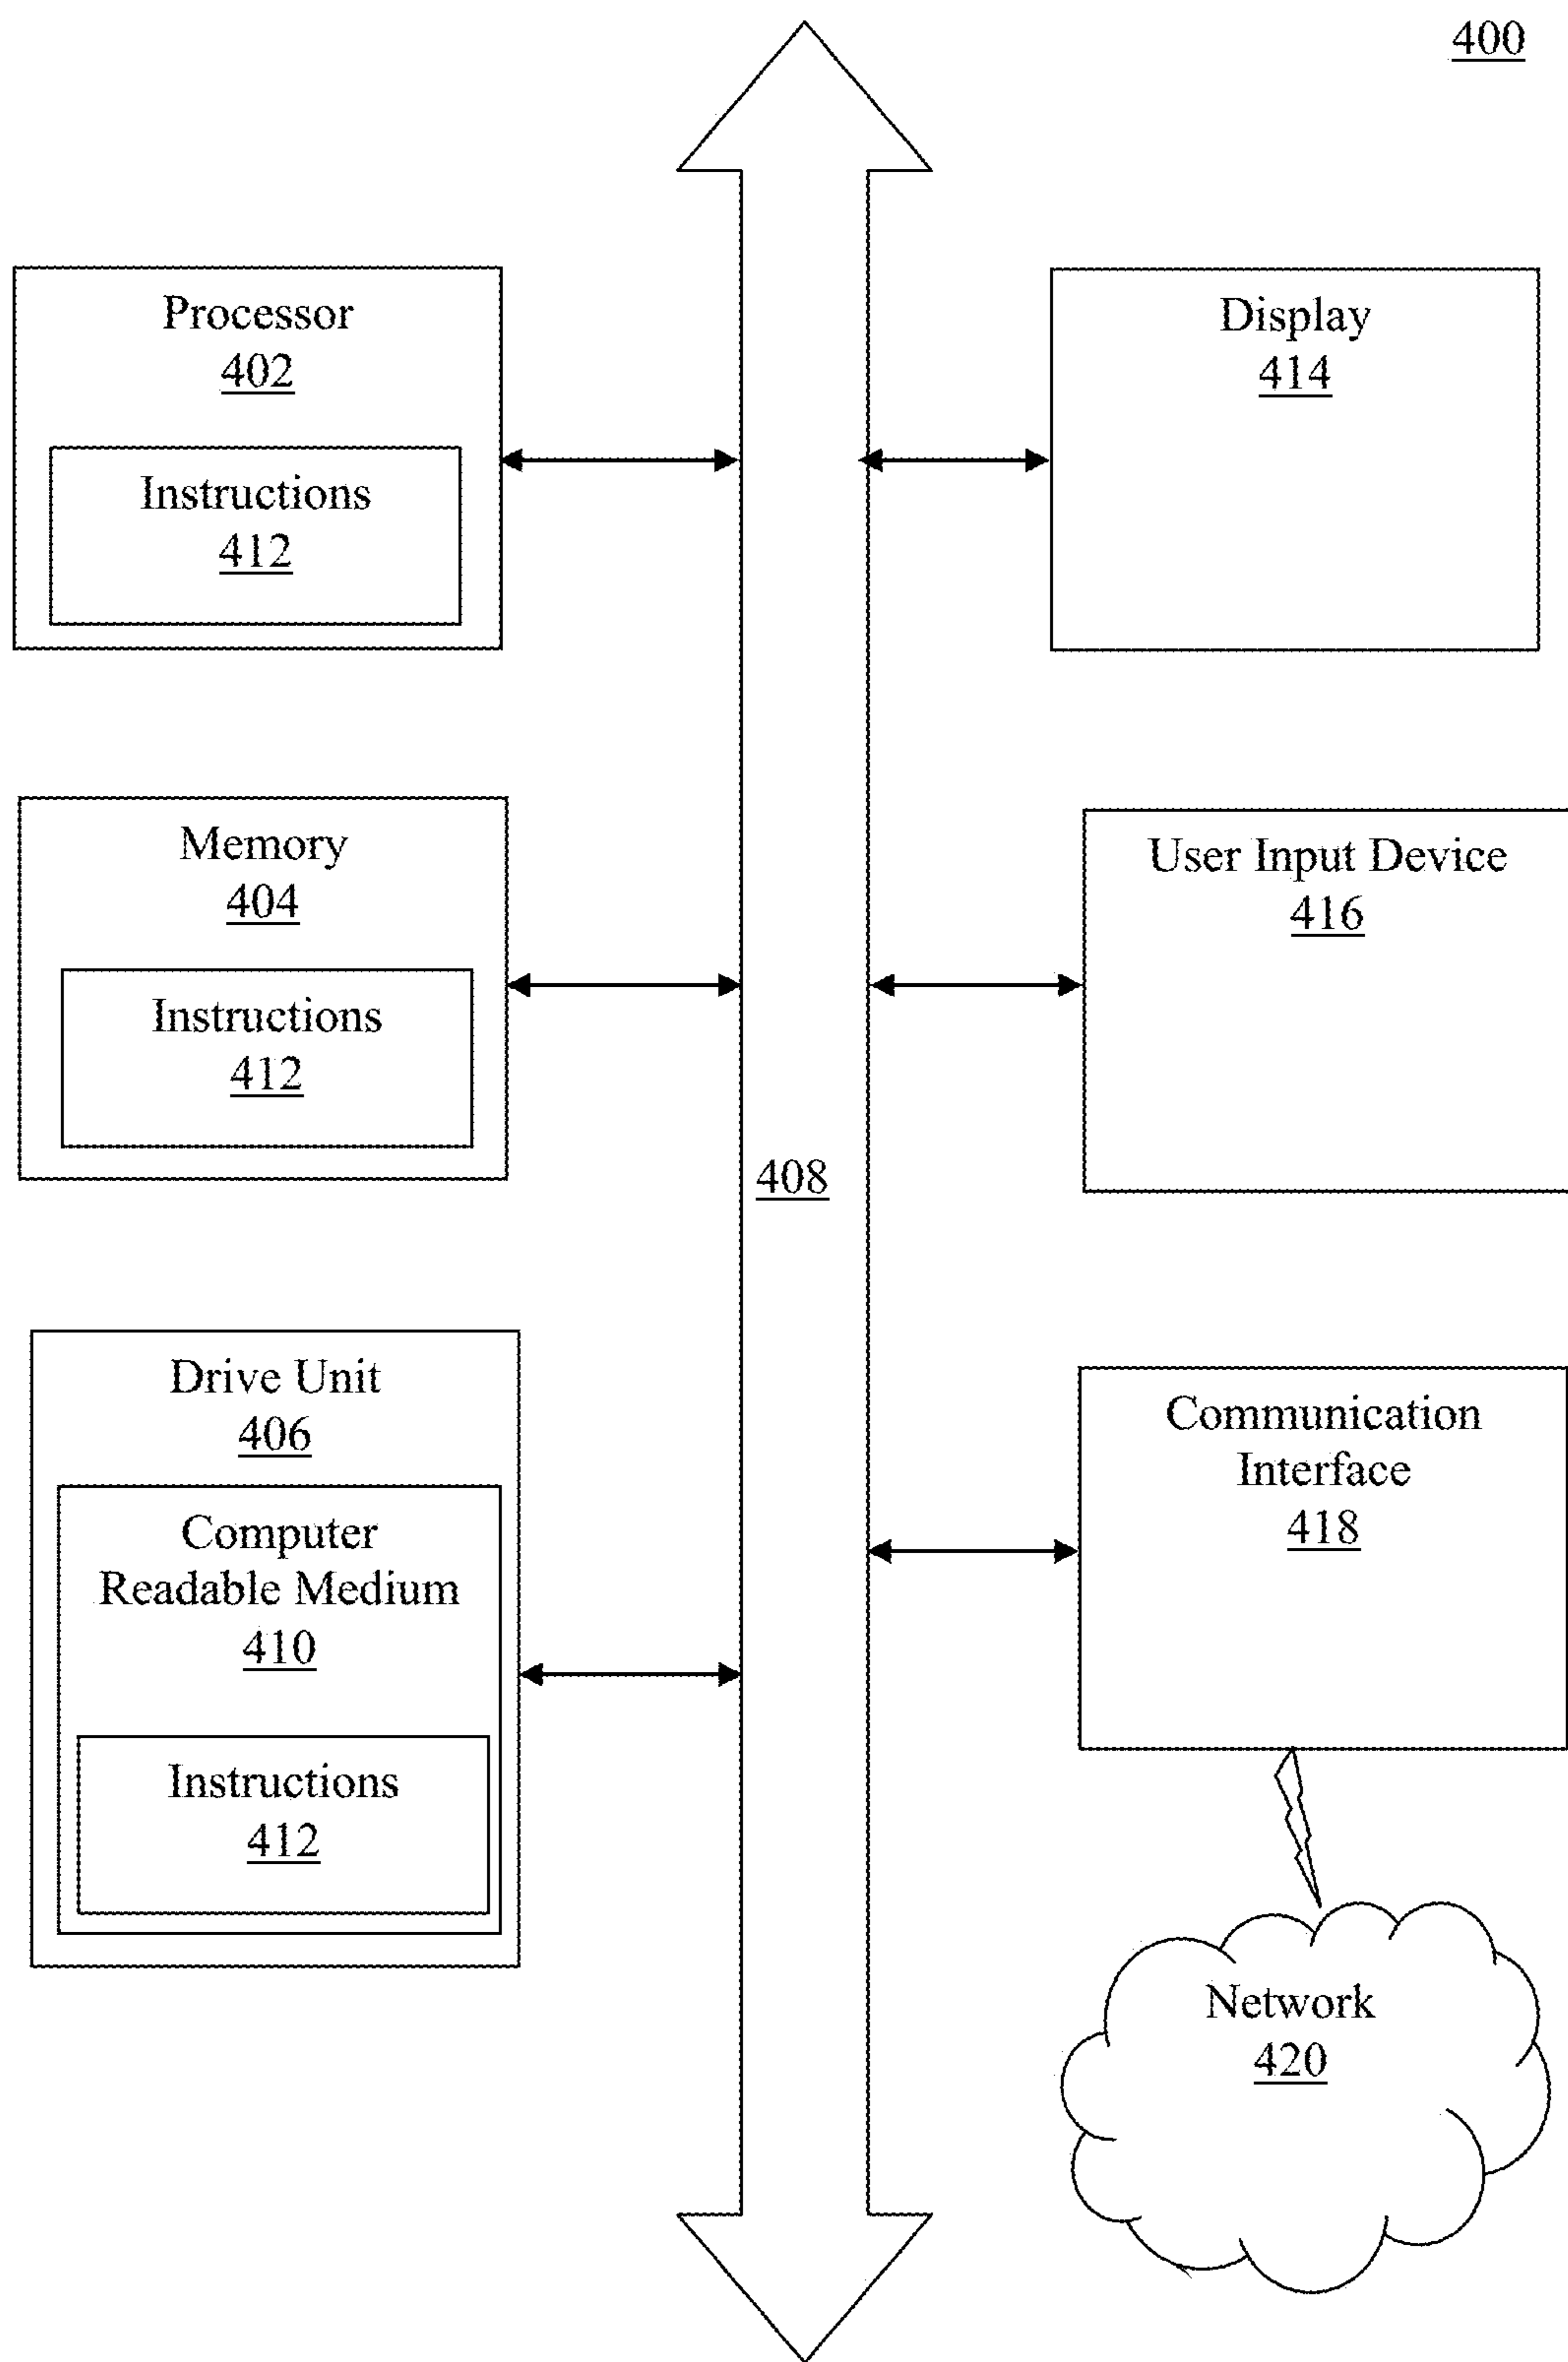 400
Processor
402
Instructions
412
Display
414
Memory
404
Instructions
412
User Input Device
416
408
Drive Unit
406
Computer
Readable Medium
410
Instructions
412
Communication
Interface
418
Network
420